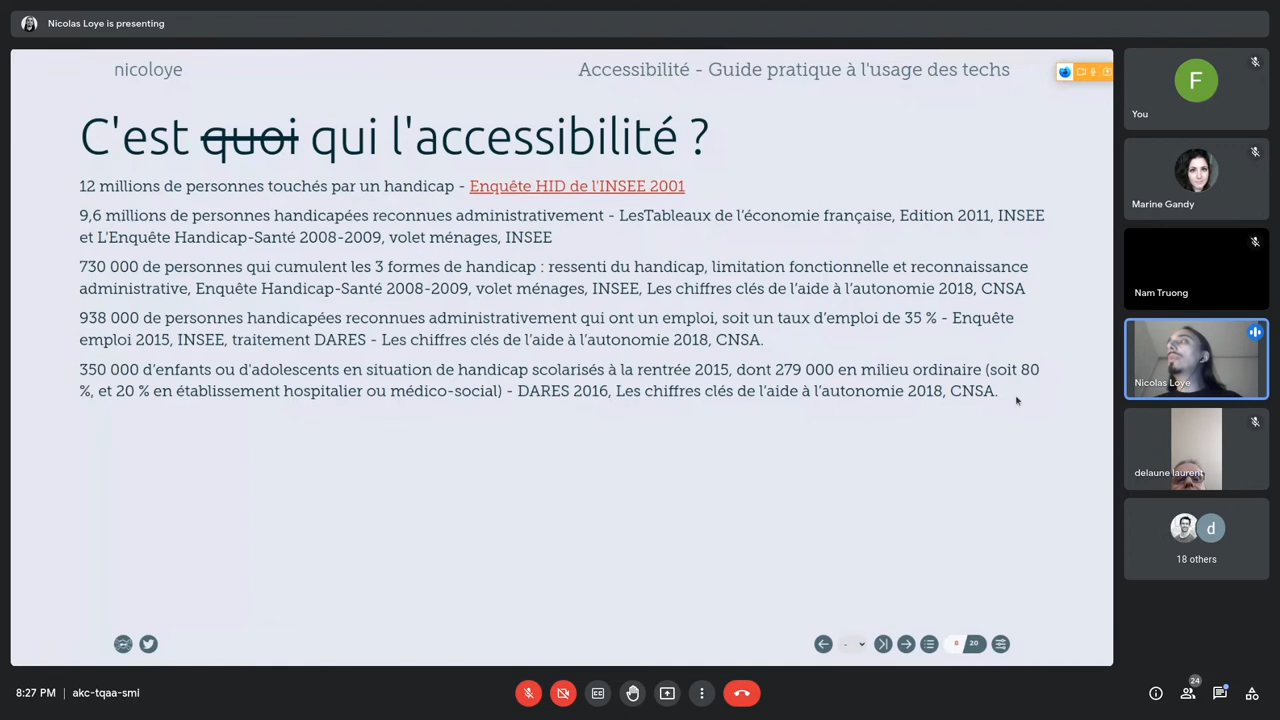 Nicolas Loye is presenting
nicoloye
Accessibilité - Guide pratique à l'usage des techs
C'est quoi qui l'accessibilité ?
12 millions de personnes touchés par un handicap - Enquête HID de l'INSEE 2001
9,6 millions de personnes handicapées reconnues administrativement - LesTableaux de l’économie française, Edition 2011, INSEE
et L'Enquête Handicap-Santé 2008-2009, volet ménages, INSEE
730 000 de personnes qui cumulent les 3 formes de handicap : ressenti du handicap, limitation fonctionnelle et reconnaissance
administrative, Enquête Handicap-Santé 2008-2009, volet ménages, INSEE, Les chiffres clés de l’aide à l’autonomie 2018, CNSA
938 000 de personnes handicapées reconnues administrativement qui ont un emploi, soit un taux d’emploi de 35 % - Enquête
emploi 2015, INSEE, traitement DARES - Les chiffres clés de l’aide à l’autonomie 2018, CNSA.
350 000 d’enfants ou d'adolescents en situation de handicap scolarisés à la rentrée 2015, dont 279 000 en milieu ordinaire (soit 80
%, et 20 % en établissement hospitalier ou médico-social) - DARES 2016, Les chiffres clés de l’aide à l’autonomie 2018, CNSA.
8 20
F
You
Marine Gandy
Nam Truong
Nicolas Loye
delaune laurent
d
18 others
8:27 PM | akc-tqaa-smi
CC
24